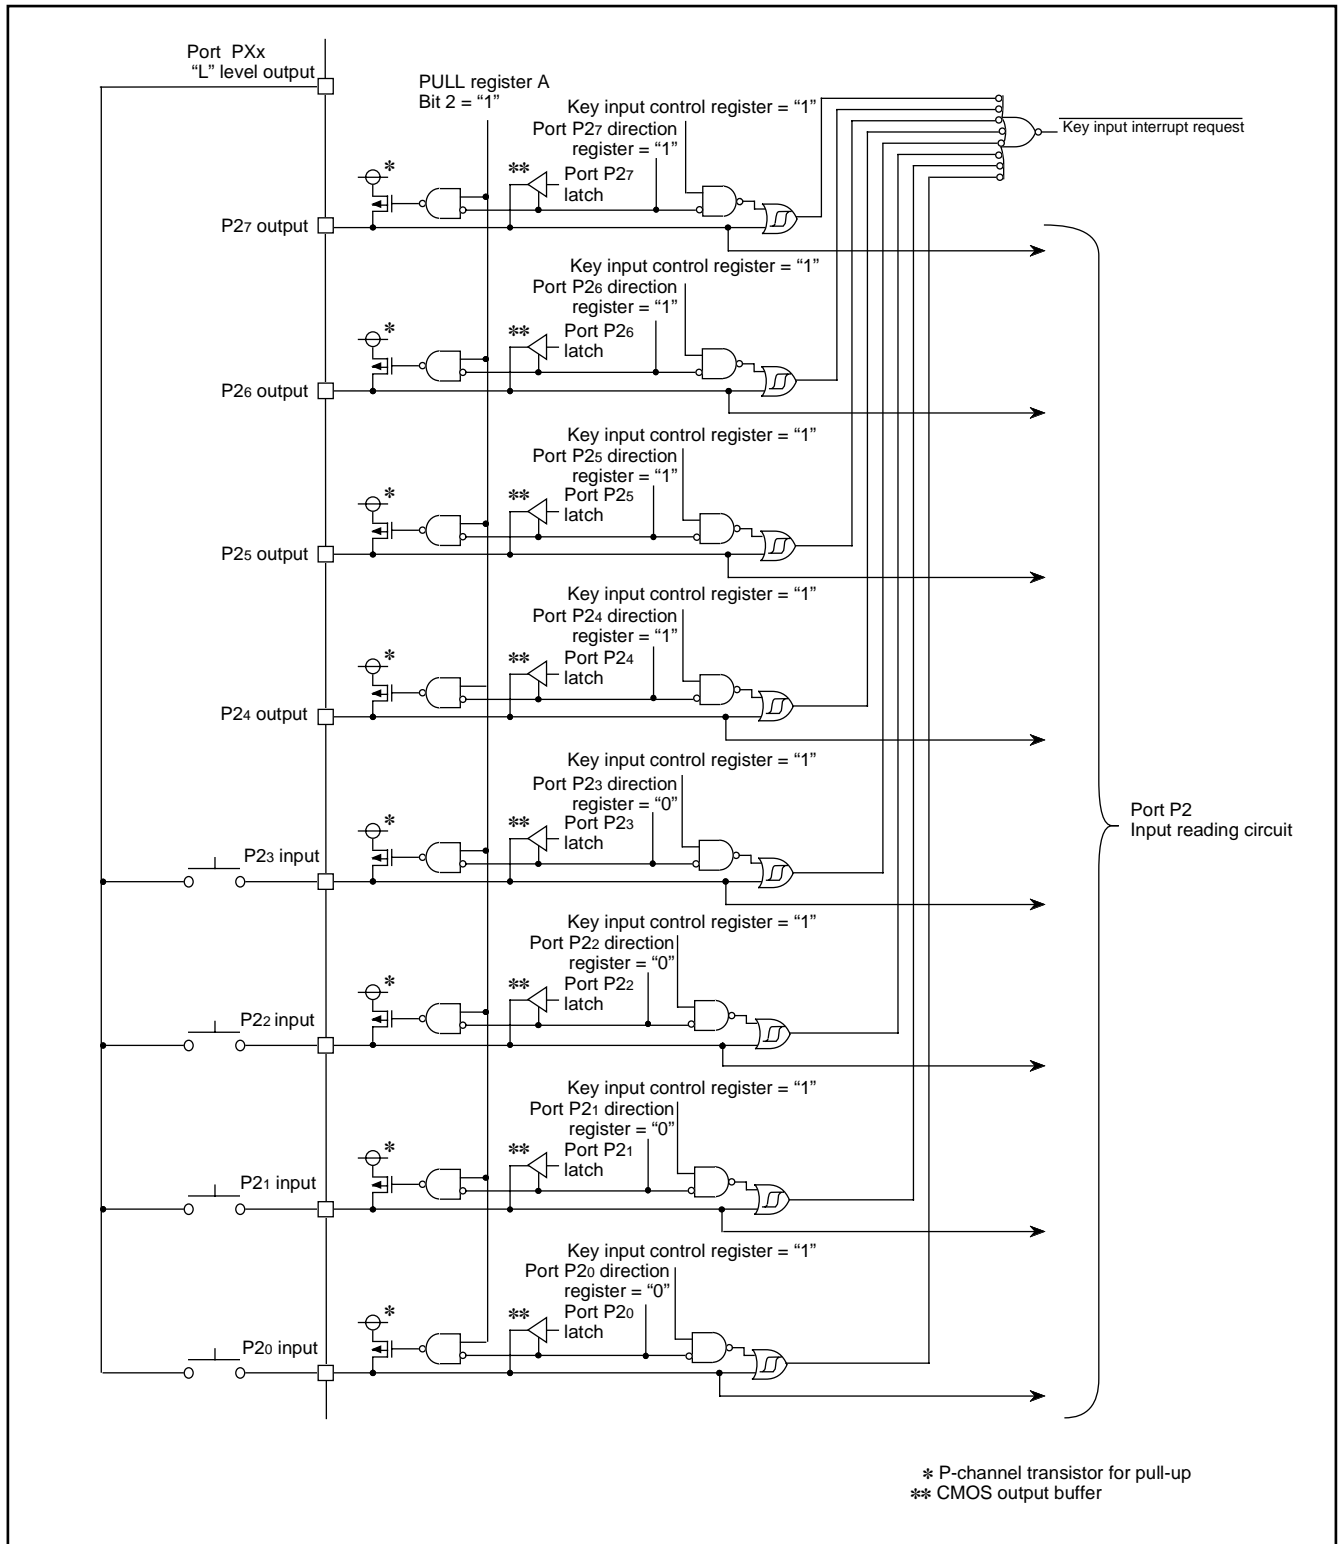 Port PXx
“L” level output
PULL register A
Bit 2 = “1”
Key input control register = “1”
Port P27 direction
register = “1”
** Port P27
latch
*
P27 output
Key input interrupt request
Key input control register = “1”
Port P26 direction
register = “1”
** Port P26
latch
*
P26 output
Key input control register = “1”
Port P25 direction
register = “1”
** Port P25
latch
*
P25 output
Key input control register = “1”
Port P24 direction
register = “1”
** Port P24
latch
*
P24 output
Key input control register = “1”
Port P23 direction
register = “0”
** Port P23
latch
*
P23 input
Port P2
Input reading circuit
Key input control register = “1”
Port P22 direction
register = “0”
** Port P22
latch
*
P22 input
Key input control register = “1”
Port P21 direction
register = “0”
** Port P21
latch
*
P21 input
Key input control register = “1”
Port P20 direction
register = “0”
** Port P20
latch
*
P20 input
* P-channel transistor for pull-up
** CMOS output buffer